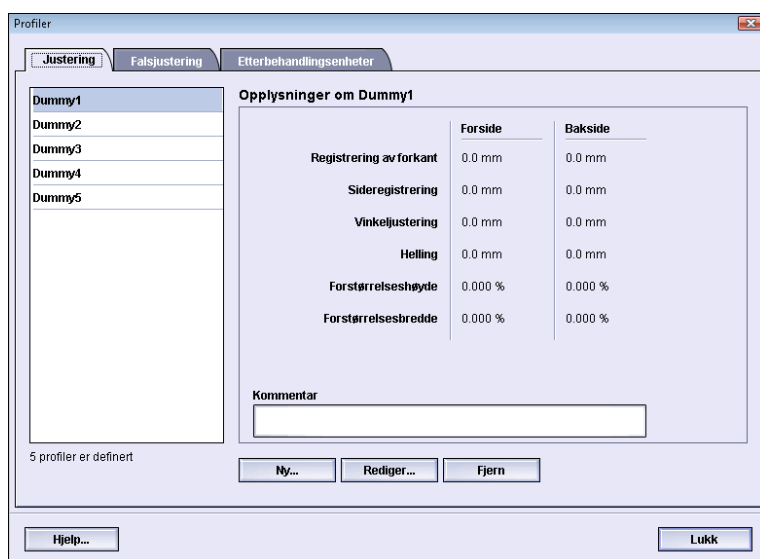 Profiler
Justering
Falsjustering
Etterbehandlingsenheter
Dummy1
Dummy2
Dummy3
Dummy4
Dummy5
5 profiler er definert
Opplysninger om Dummy1
Forside Bakside
Registrering av forkant 0.0 mm 0.0 mm
Sideregistrering 0.0 mm 0.0 mm
Vinkeljustering 0.0 mm 0.0 mm
Helling 0.0 mm 0.0 mm
Forstørrelseshøyde 0.000 % 0.000 %
Forstørrelsesbredde 0.000 % 0.000 %
Kommentar
Ny... Rediger... Fjern
Hjelp... Lukk